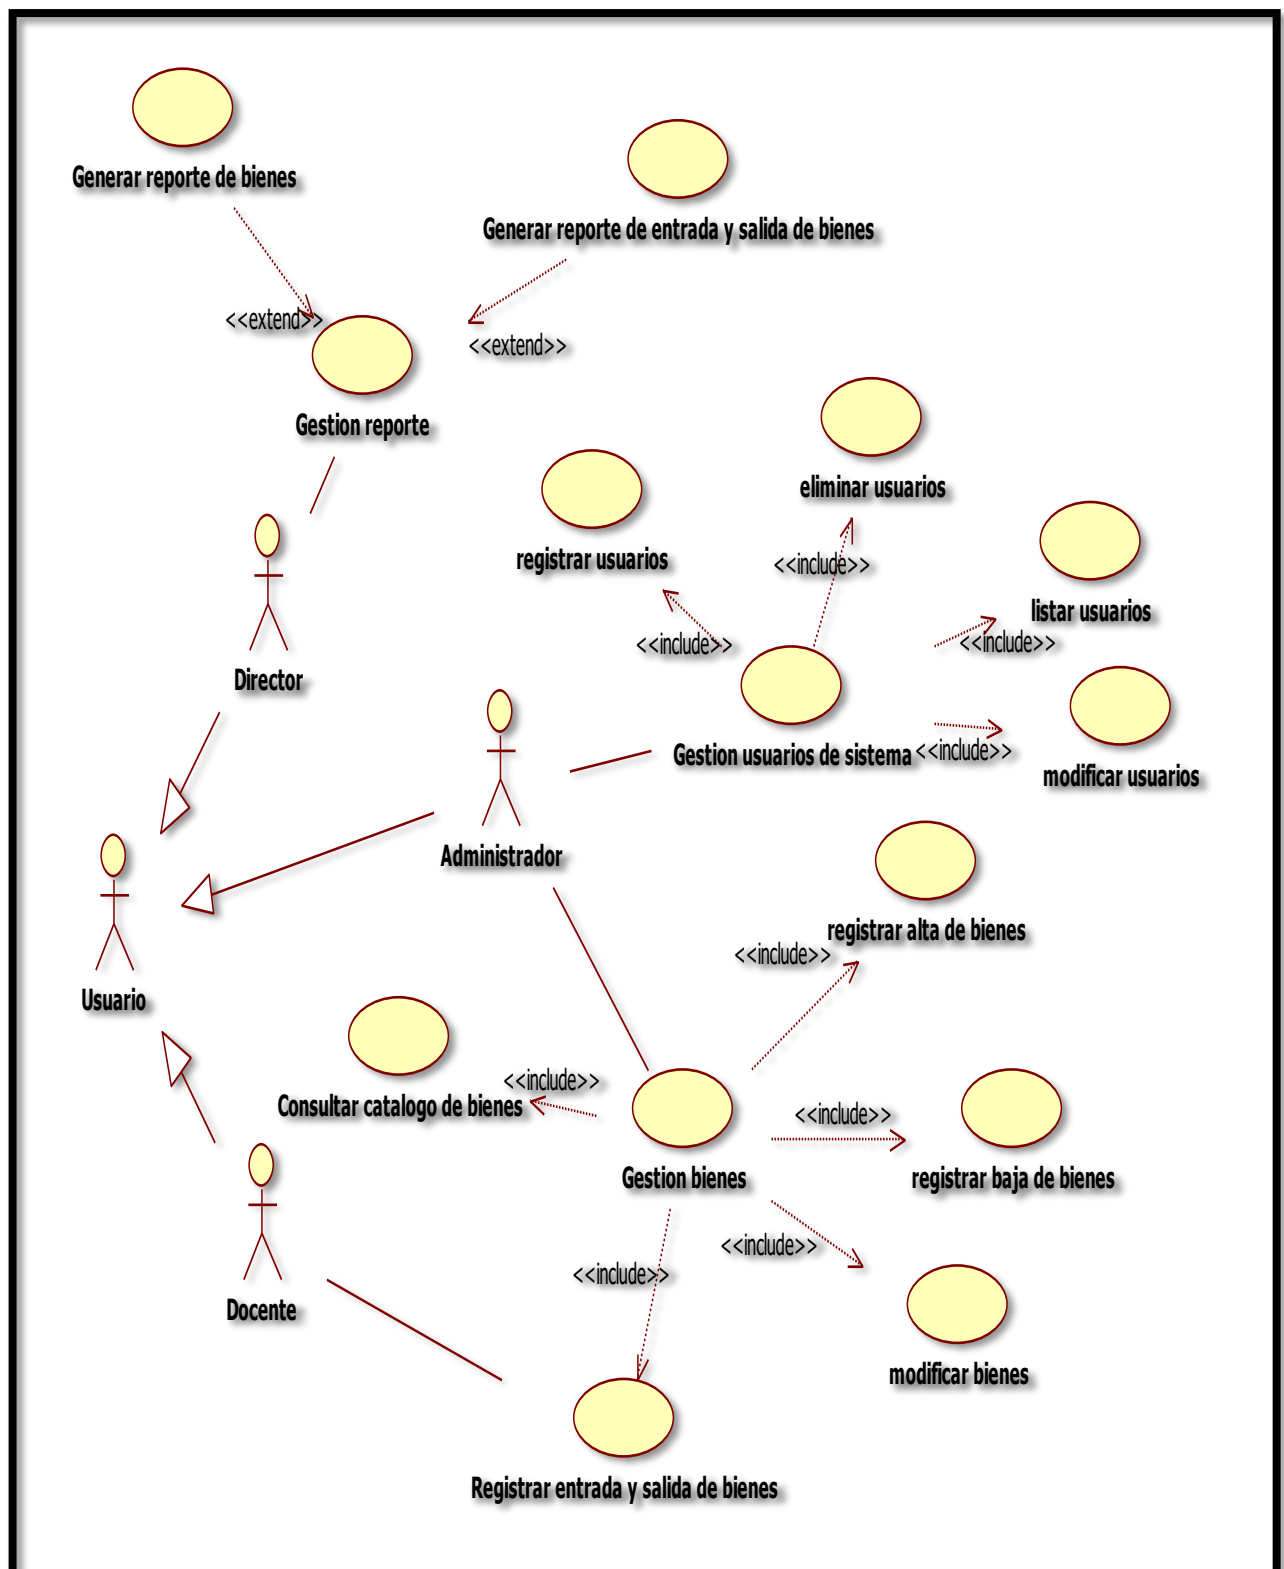 Generar reporte de bienes
Generar reporte de entrada y salida de bienes
<<extend>>
<<extend>>
Gestion reporte
eliminar usuarios
registrar usuarios
<<include>>
listar usuarios
<<include>>
<<include>>
Director
Gestion usuarios de sistema
<<include>>
modificar usuarios
Administrador
registrar alta de bienes
<<include>>
Usuario
<<include>>
Consultar catalogo de bienes
<<include>>
Gestion bienes
registrar baja de bienes
<<include>>
<<include>>
Docente
modificar bienes
Registrar entrada y salida de bienes